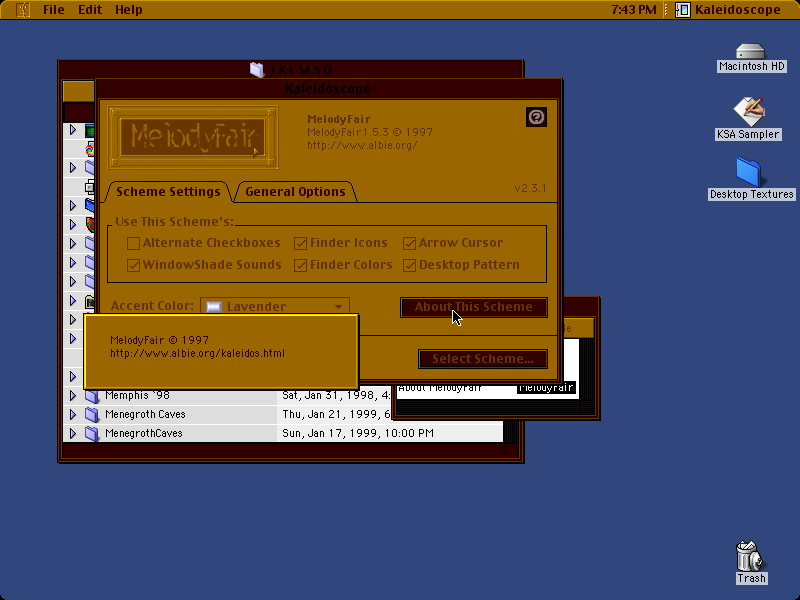 File Edit Help
7:43 PM Kaleidoscope
Macintosh HD
KSA Sampler
Desktop Textures
Trash
JKLMNO
Kaleidoscope
MelodyFair
MelodyFair
MelodyFair 1.5.3 © 1997
http://www.albie.org/
v2.3.1
Scheme Settings
General Options
Use This Scheme's:
Alternate Checkboxes
Finder Icons
Arrow Cursor
WindowShade Sounds
Finder Colors
Desktop Pattern
Accent Color:
Lavender
About This Scheme
Select Scheme...
MelodyFair © 1997
http://www.albie.org/kaleidos.html
About MelodyFair
MelodyFair
Memphis `98
Sat, Jan 31, 1998, 4:
Menegroth Caves
Thu, Jan 21, 1999, 6
MenegrothCaves
Sun, Jan 17, 1999, 10:00 PM